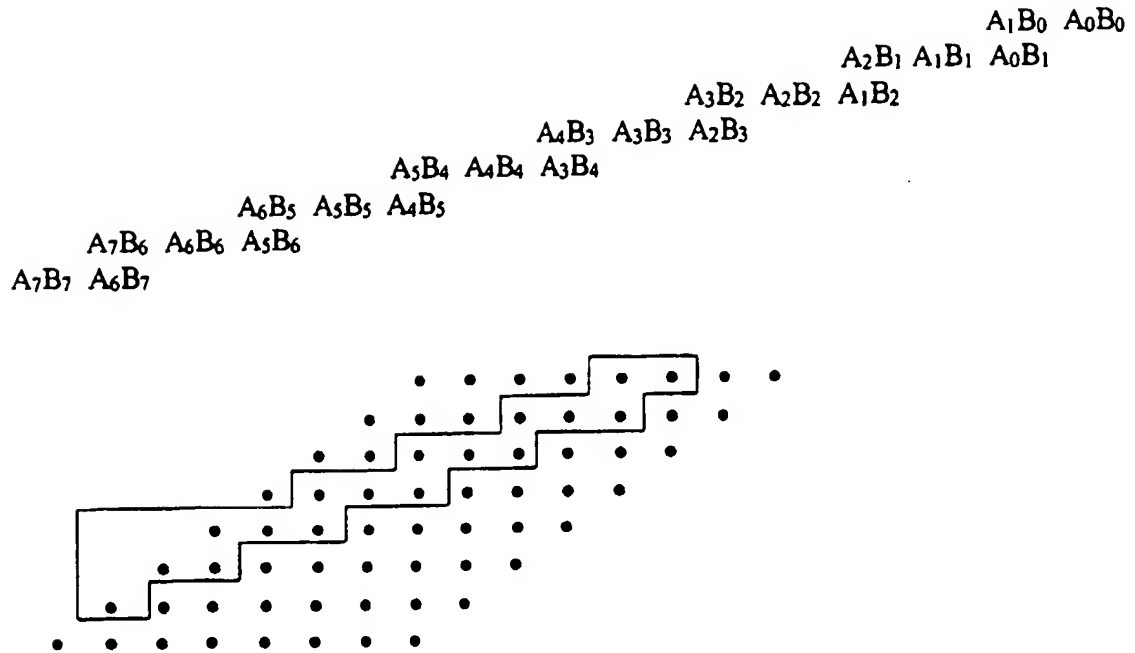 A₁B₀ A₀B₀
A₂B₁ A₁B₁ A₀B₁
A₃B₂ A₂B₂ A₁B₂
A₄B₃ A₃B₃ A₂B₃
A₅B₄ A₄B₄ A₃B₄
A₆B₅ A₅B₅ A₄B₅
A₇B₆ A₆B₆ A₅B₆
A₇B₇ A₆B₇